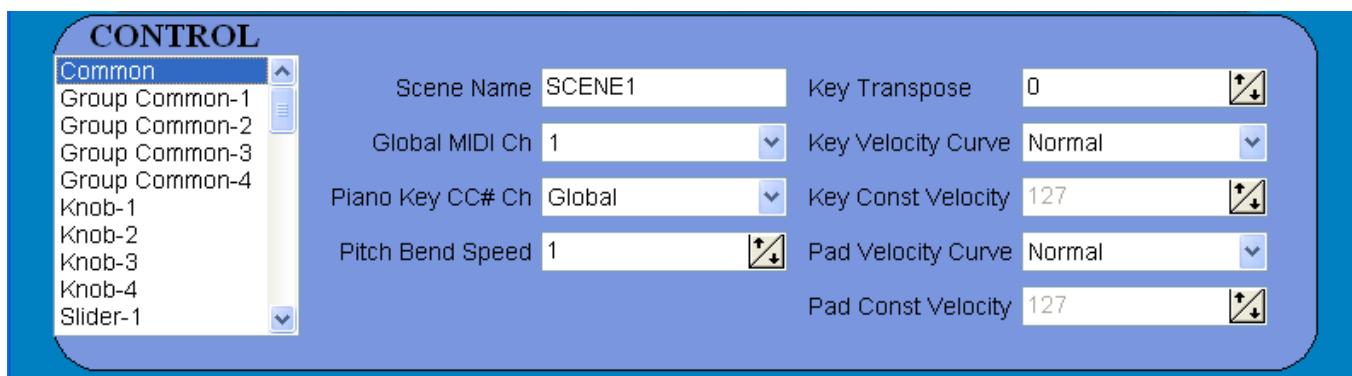 CONTROL
Common
Group Common-1
Group Common-2
Group Common-3
Group Common-4
Knob-1
Knob-2
Knob-3
Knob-4
Slider-1
Scene Name SCENE1
Global MIDI Ch 1
Piano Key CC# Ch Global
Pitch Bend Speed 1
Key Transpose 0
Key Velocity Curve Normal
Key Const Velocity 127
Pad Velocity Curve Normal
Pad Const Velocity 127